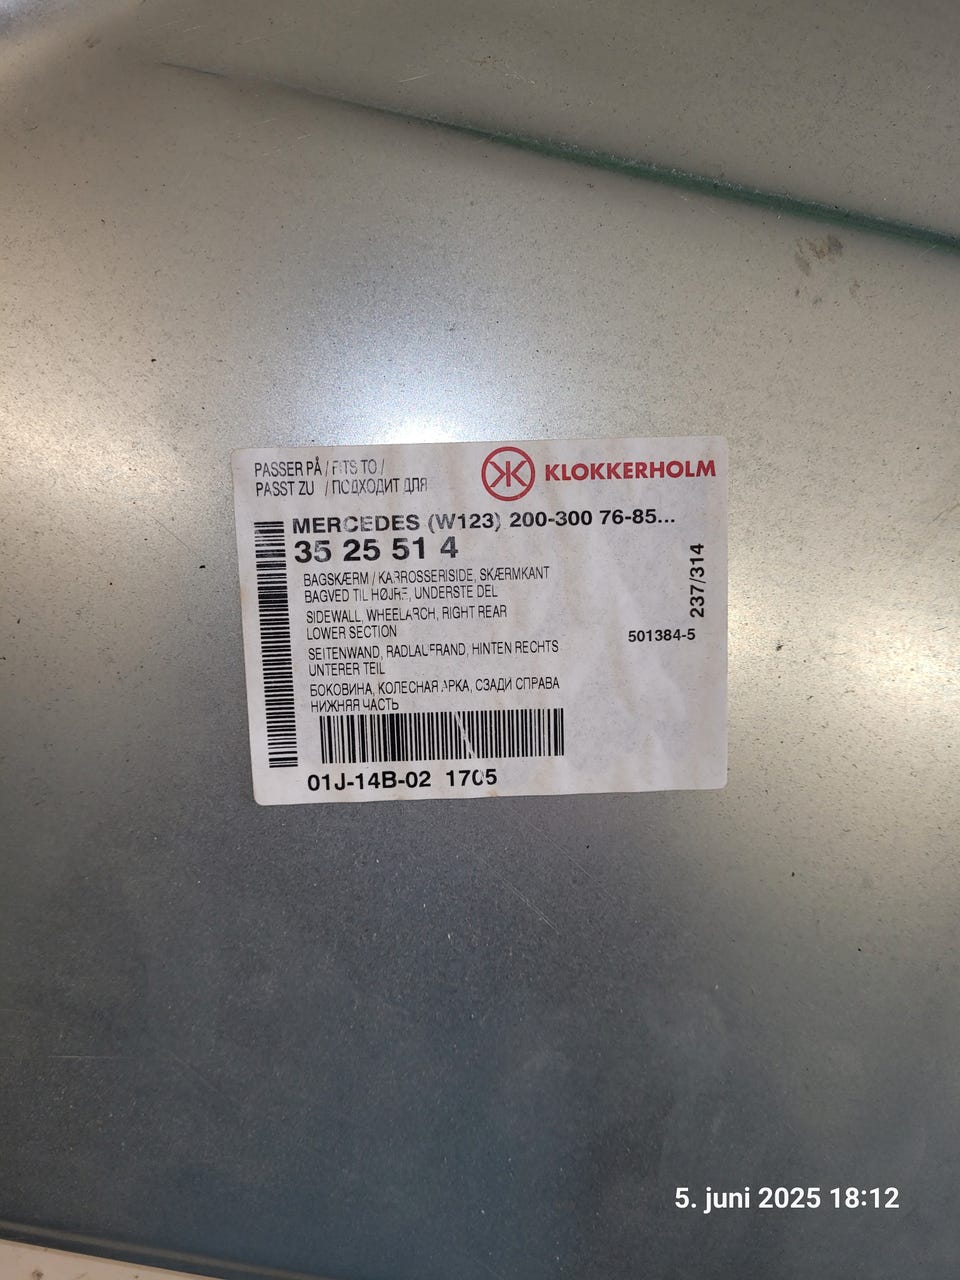 PASSER PÅ / FITS TO /
PASST ZU / ПОДХОДИТ ДЛЯ
KLOKKERHOLM
MERCEDES (W123) 200-300 76-85...
35 25 51 4
BAGSKÆRM / KARROSSERISIDE, SKÆRMKANT
BAGVED TIL HØJRE, UNDERSTE DEL
SIDEWALL, WHEELARCH, RIGHT REAR
LOWER SECTION
SEITENWAND, RADLAUFRAND, HINTEN RECHTS
UNTERER TEIL
БОКОВИНА, КОЛЕСНАЯ АРКА, СЗАДИ СПРАВА
НИЖНЯЯ ЧАСТЬ
237/314
501384-5
01J-14B-02 1705
5. juni 2025 18:12